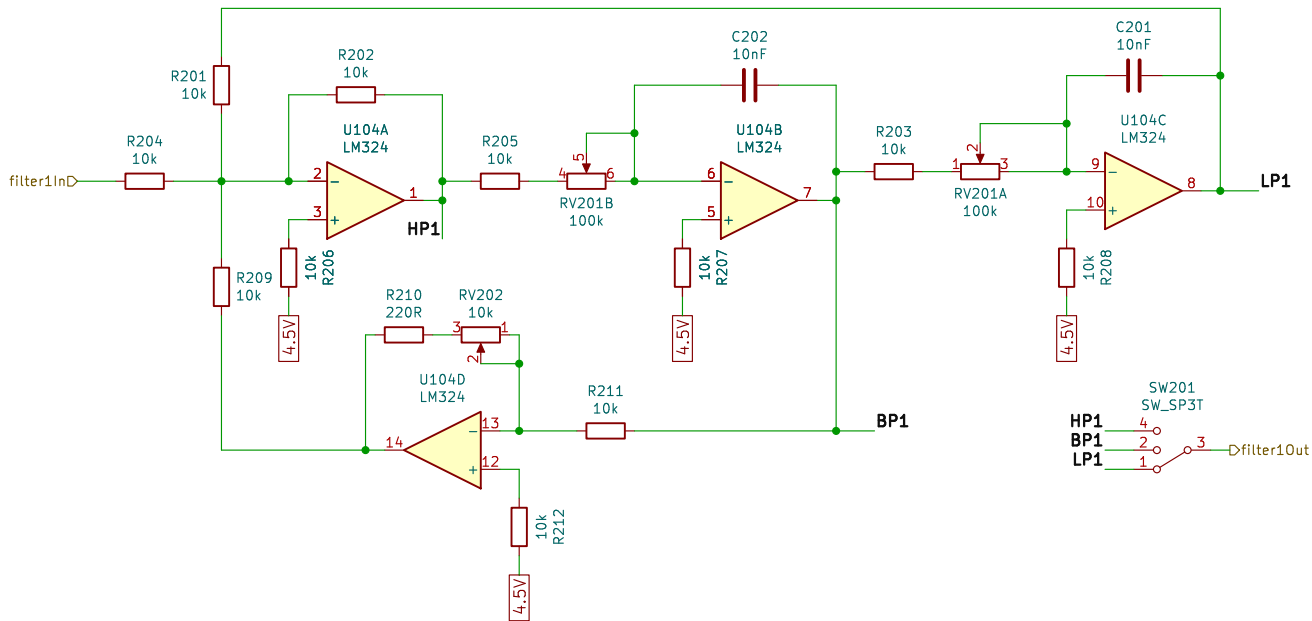 C202
10nF
C201
10nF
R202
10k
R201
10k
U104A
LM324
U104B
LM324
U104C
LM324
R204
10k
R205
10k
R203
10k
filter1In
2
3
1
−
+
HP1
4
5
6
RV201B
100k
6
5
7
−
+
1
2
3
RV201A
100k
9
10
8
−
+
LP1
R206
10k
R207
10k
R208
10k
4.5V
4.5V
4.5V
R209
10k
R210
220R
RV202
10k
3
1
2
U104D
LM324
14
13
12
−
+
R211
10k
BP1
R212
10k
4.5V
SW201
SW_SP3T
HP1
4
BP1
2
LP1
1
3
filter1Out